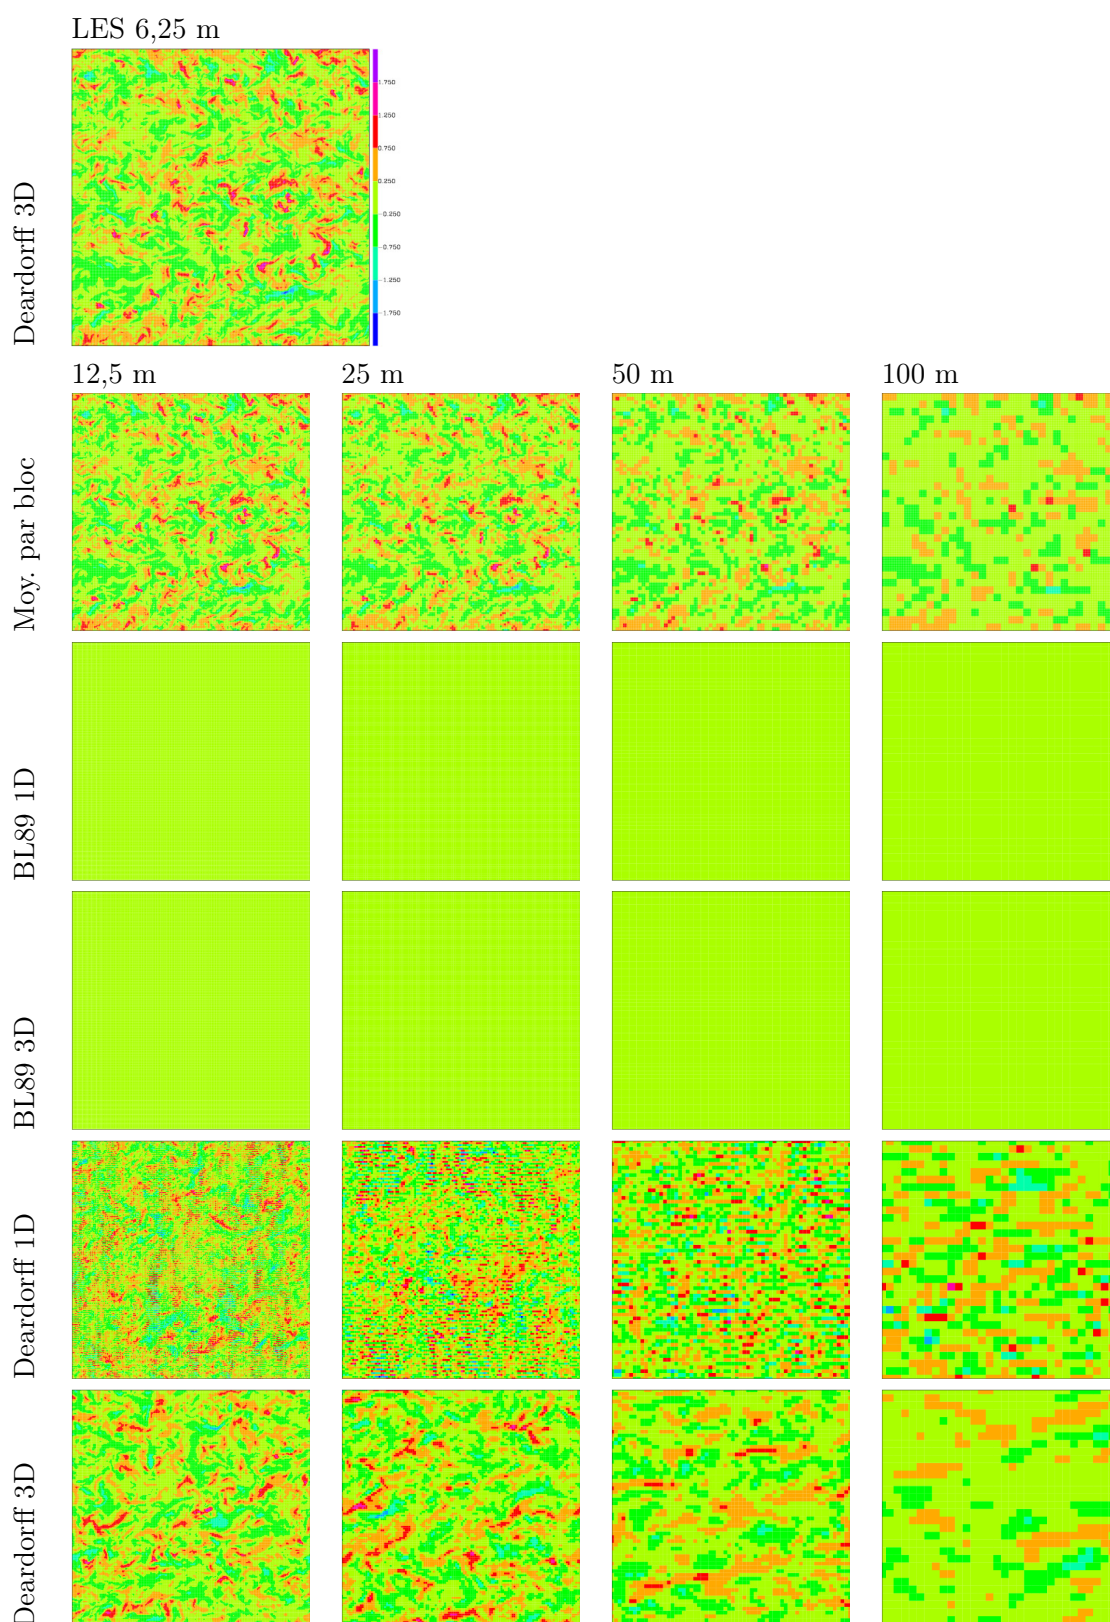 LES 6,25 m
Deardorff 3D
1.750
1.250
0.750
0.250
-0.250
-0.750
-1.250
-1.750
12,5 m
25 m
50 m
100 m
Moy. par bloc
BL89 1D
BL89 3D
Deardorff 1D
Deardorff 3D